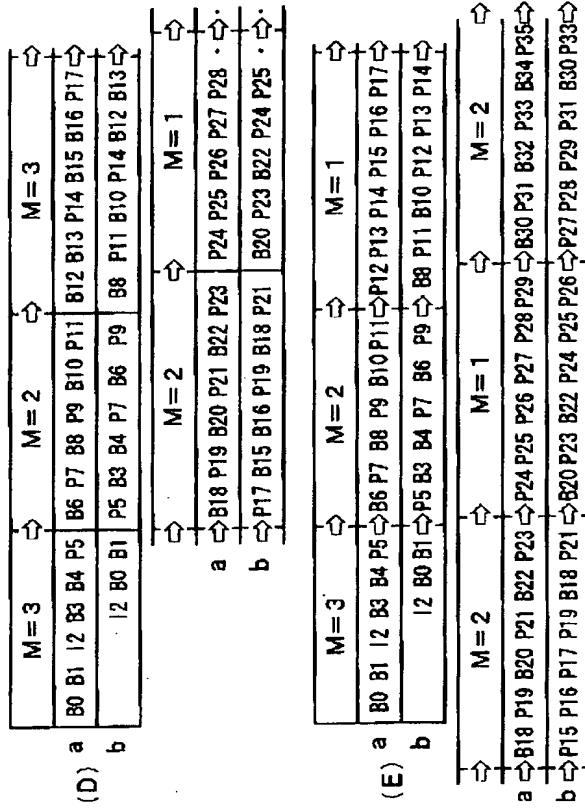 (D)
M=3 ⇨ M=2 ⇨ M=3 ⇨
a B0 B1 I2 B3 B4 P5 B6 P7 B8 P9 B10 P11 B12 B13 P14 B15 B16 P17
b I2 B0 B1 P5 B3 B4 P7 B6 P9 B8 P11 B10 P14 B12 B13
⇨ M=2 ⇨ M=1 ⇨
a ⇨ B18 P19 B20 P21 B22 P23 P24 P25 P26 P27 P28 · ·
b ⇨ P17 B15 B16 P19 B18 P21 B20 P23 B22 P24 P25 · ·
(E)
M=3 ⇨ M=2 ⇨ M=1 ⇨
a B0 B1 I2 B3 B4 P5 ⇨ B6 P7 B8 P9 B10 P11 ⇨ P12 P13 P14 P15 P16 P17 ⇨
b I2 B0 B1 ⇨ P5 B3 B4 P7 B6 P9 ⇨ B8 P11 B10 P12 P13 P14 ⇨
⇨ M=2 ⇨ M=1 ⇨ M=2 ⇨
a ⇨ B18 P19 B20 P21 B22 P23 ⇨ P24 P25 P26 P27 P28 P29 ⇨ B30 P31 B32 P33 B34 P35 ⇨
b ⇨ P15 P16 P17 P19 B18 P21 ⇨ B20 P23 B22 P24 P25 P26 ⇨ P27 P28 P29 P31 B30 P33 ⇨